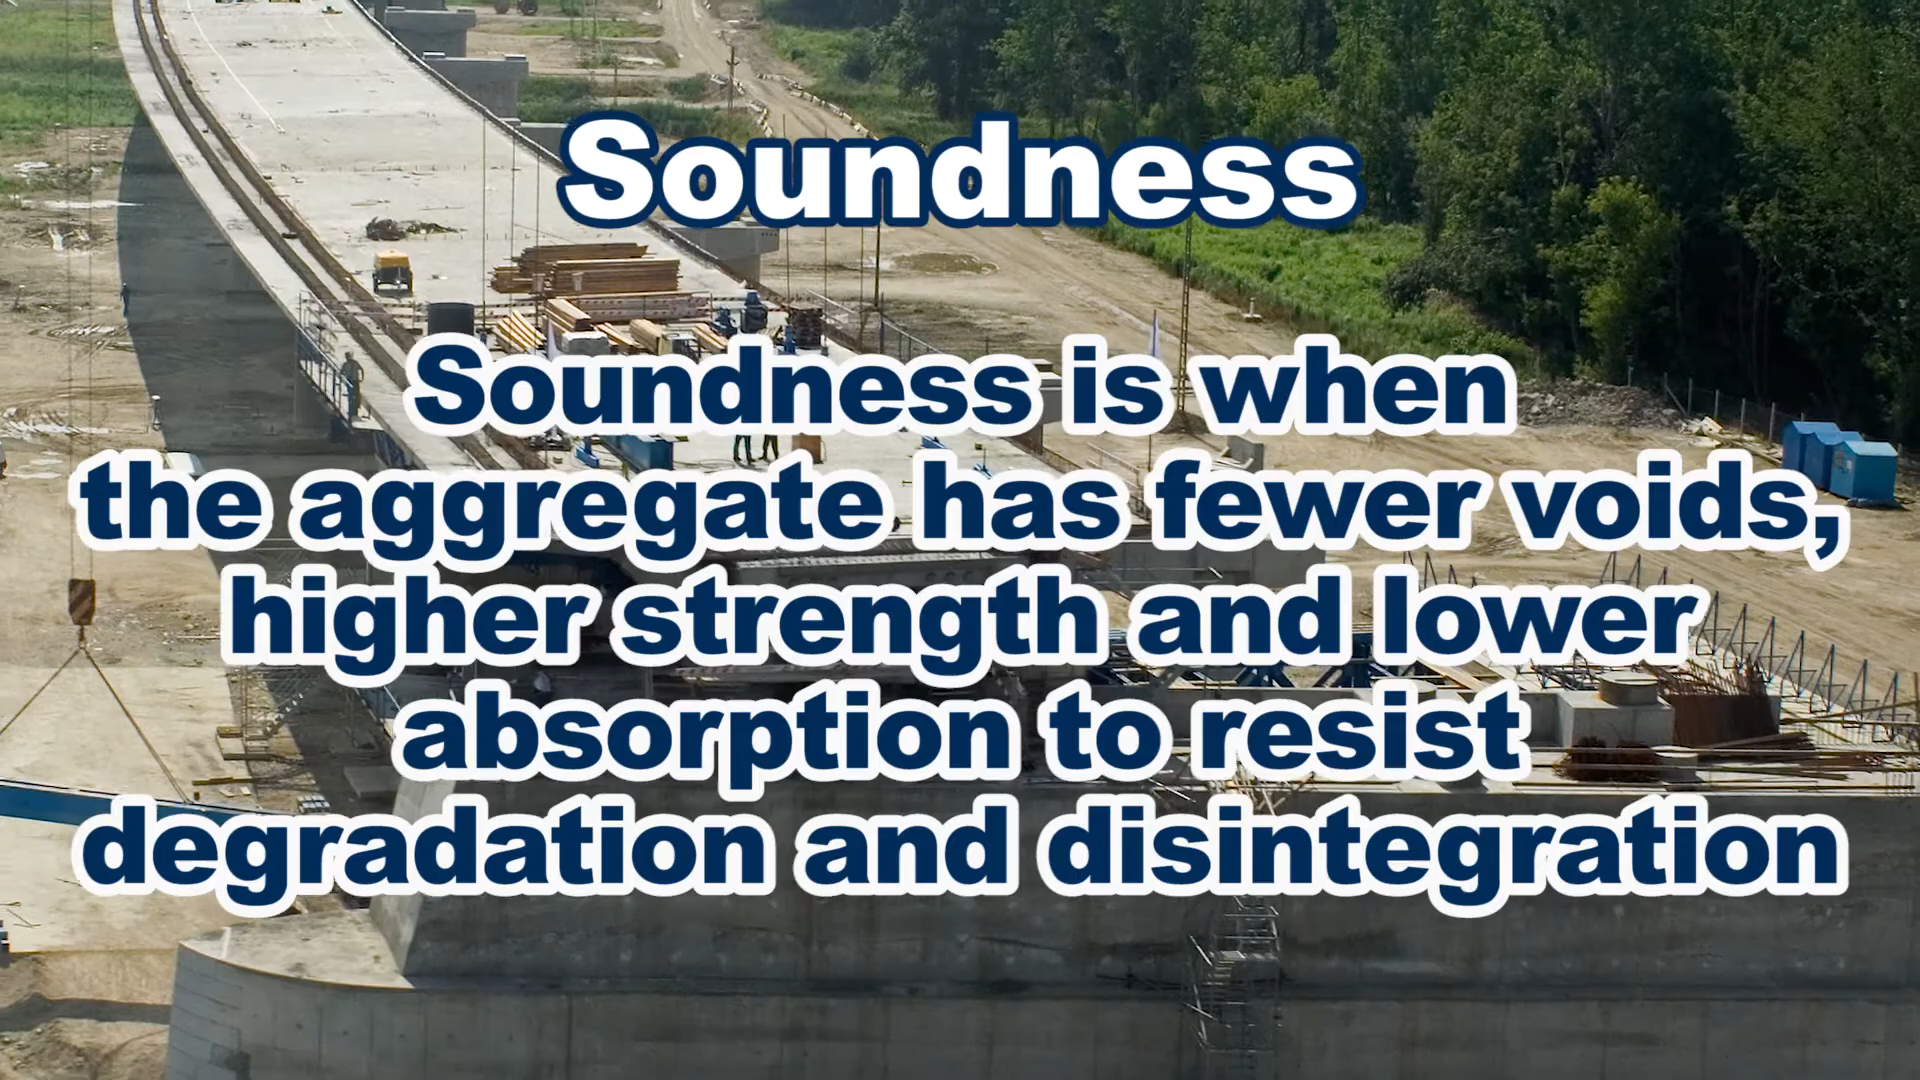 Soundness
Soundness is when
the aggregate has fewer voids,
higher strength and lower
absorption to resist
degradation and disintegration